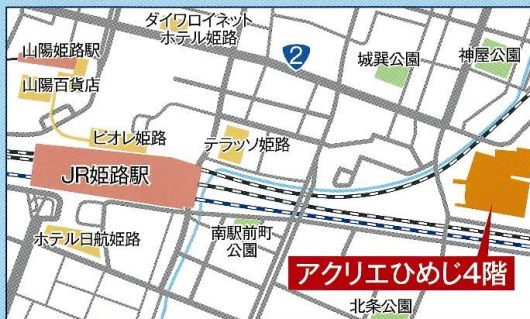 ダイワロイネット
ホテル姫路
山陽姫路駅
山陽百貨店
2
城巽公園
神屋公園
ピオレ姫路
テラッソ姫路
JR姫路駅
ホテル日航姫路
南駅前町
公園
アクリエひめじ4階
北条公園